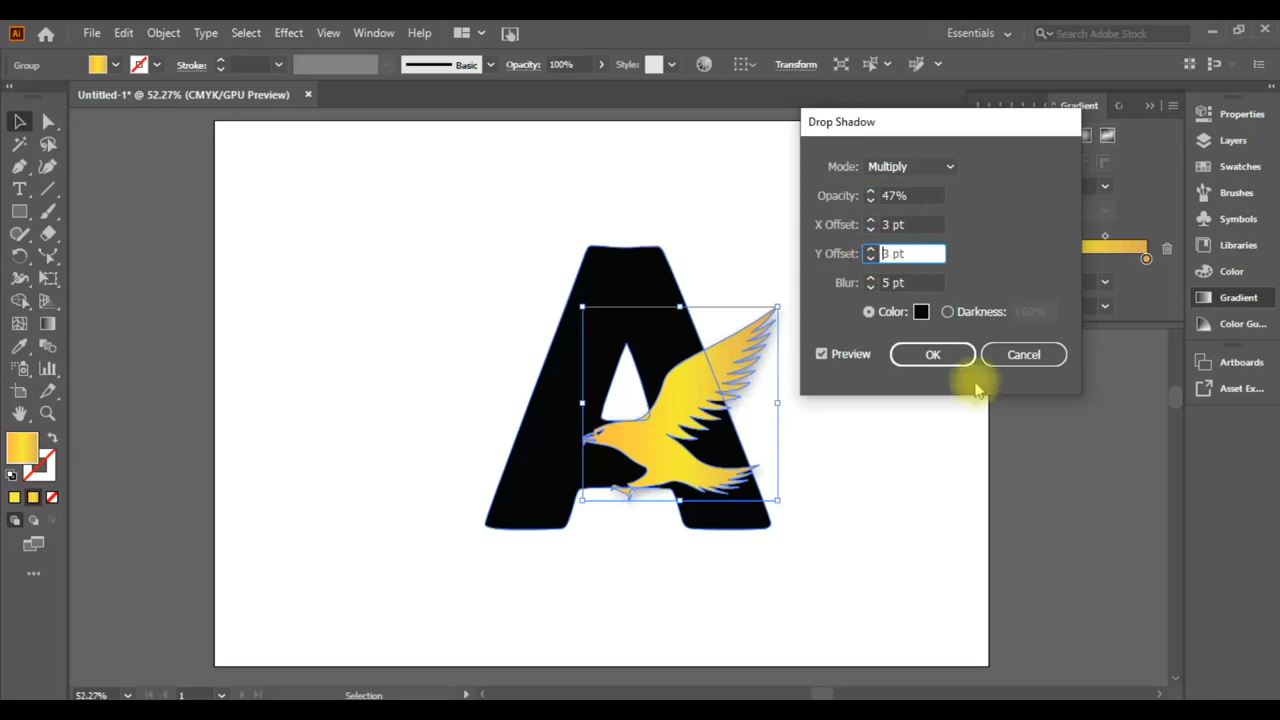 Ai File Edit Object Type Select Effect View Window Help Essentials Search Adobe Stock
Group Stroke: Basic Opacity: 100% Style: Transform
Untitled-1* @ 52.27% (CMYK/GPU Preview)
Gradient
Drop Shadow
Mode: Multiply
Opacity: 47%
X Offset: 3 pt
Y Offset: 3 pt
Blur: 5 pt
Color: Darkness: 100%
Preview OK Cancel
Properties
Layers
Swatches
Brushes
Symbols
Libraries
Color
Gradient
Color Gu...
Artboards
Asset Ex...
A
52.27% 1 Selection